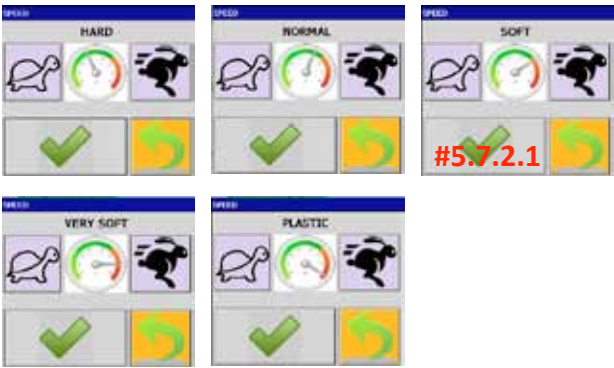 SPEED
HARD
SPEED
NORMAL
SPEED
SOFT
#5.7.2.1
SPEED
VERY SOFT
SPEED
PLASTIC